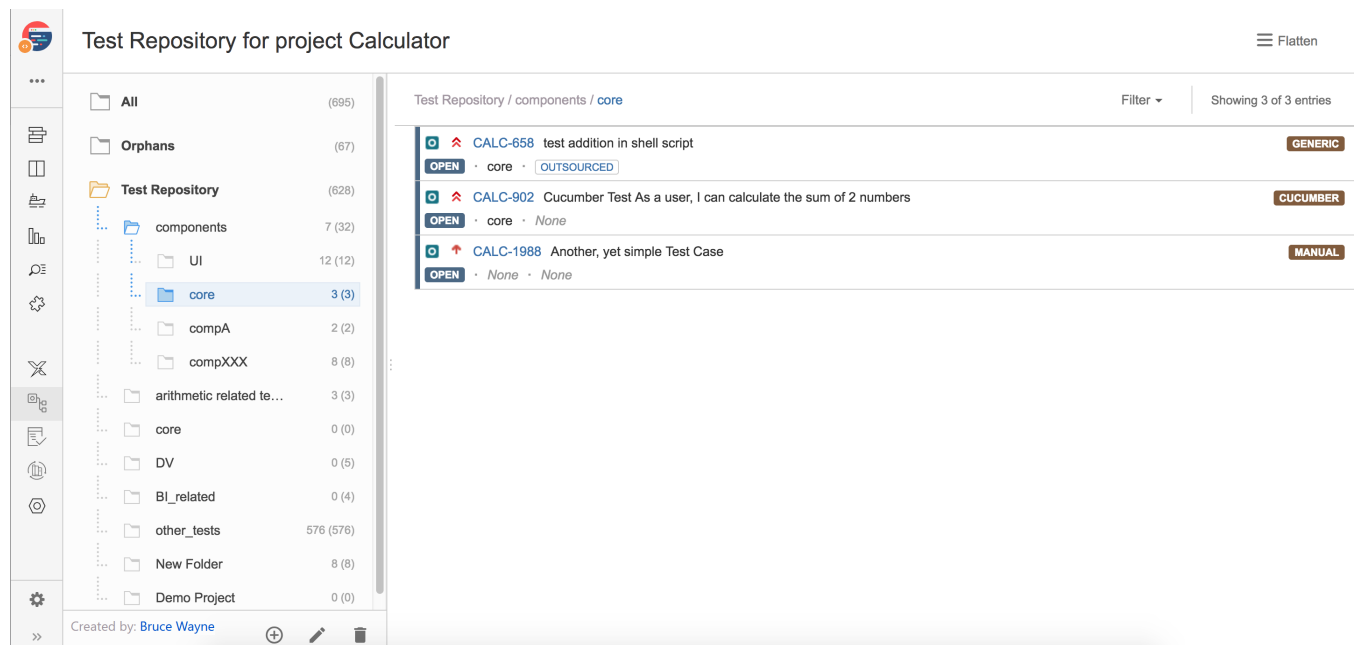 Test Repository for project Calculator
Flatten
All (695)
Orphans (67)
Test Repository (628)
components 7 (32)
UI 12 (12)
core 3 (3)
compA 2 (2)
compXXX 8 (8)
arithmetic related te... 3 (3)
core 0 (0)
DV 0 (5)
BI_related 0 (4)
other_tests 576 (576)
New Folder 8 (8)
Demo Project 0 (0)
Created by: Bruce Wayne
Test Repository / components / core
Filter
Showing 3 of 3 entries
CALC-658 test addition in shell script GENERIC
OPEN · core · OUTSOURCED
CALC-902 Cucumber Test As a user, I can calculate the sum of 2 numbers CUCUMBER
OPEN · core · None
CALC-1988 Another, yet simple Test Case MANUAL
OPEN · None · None